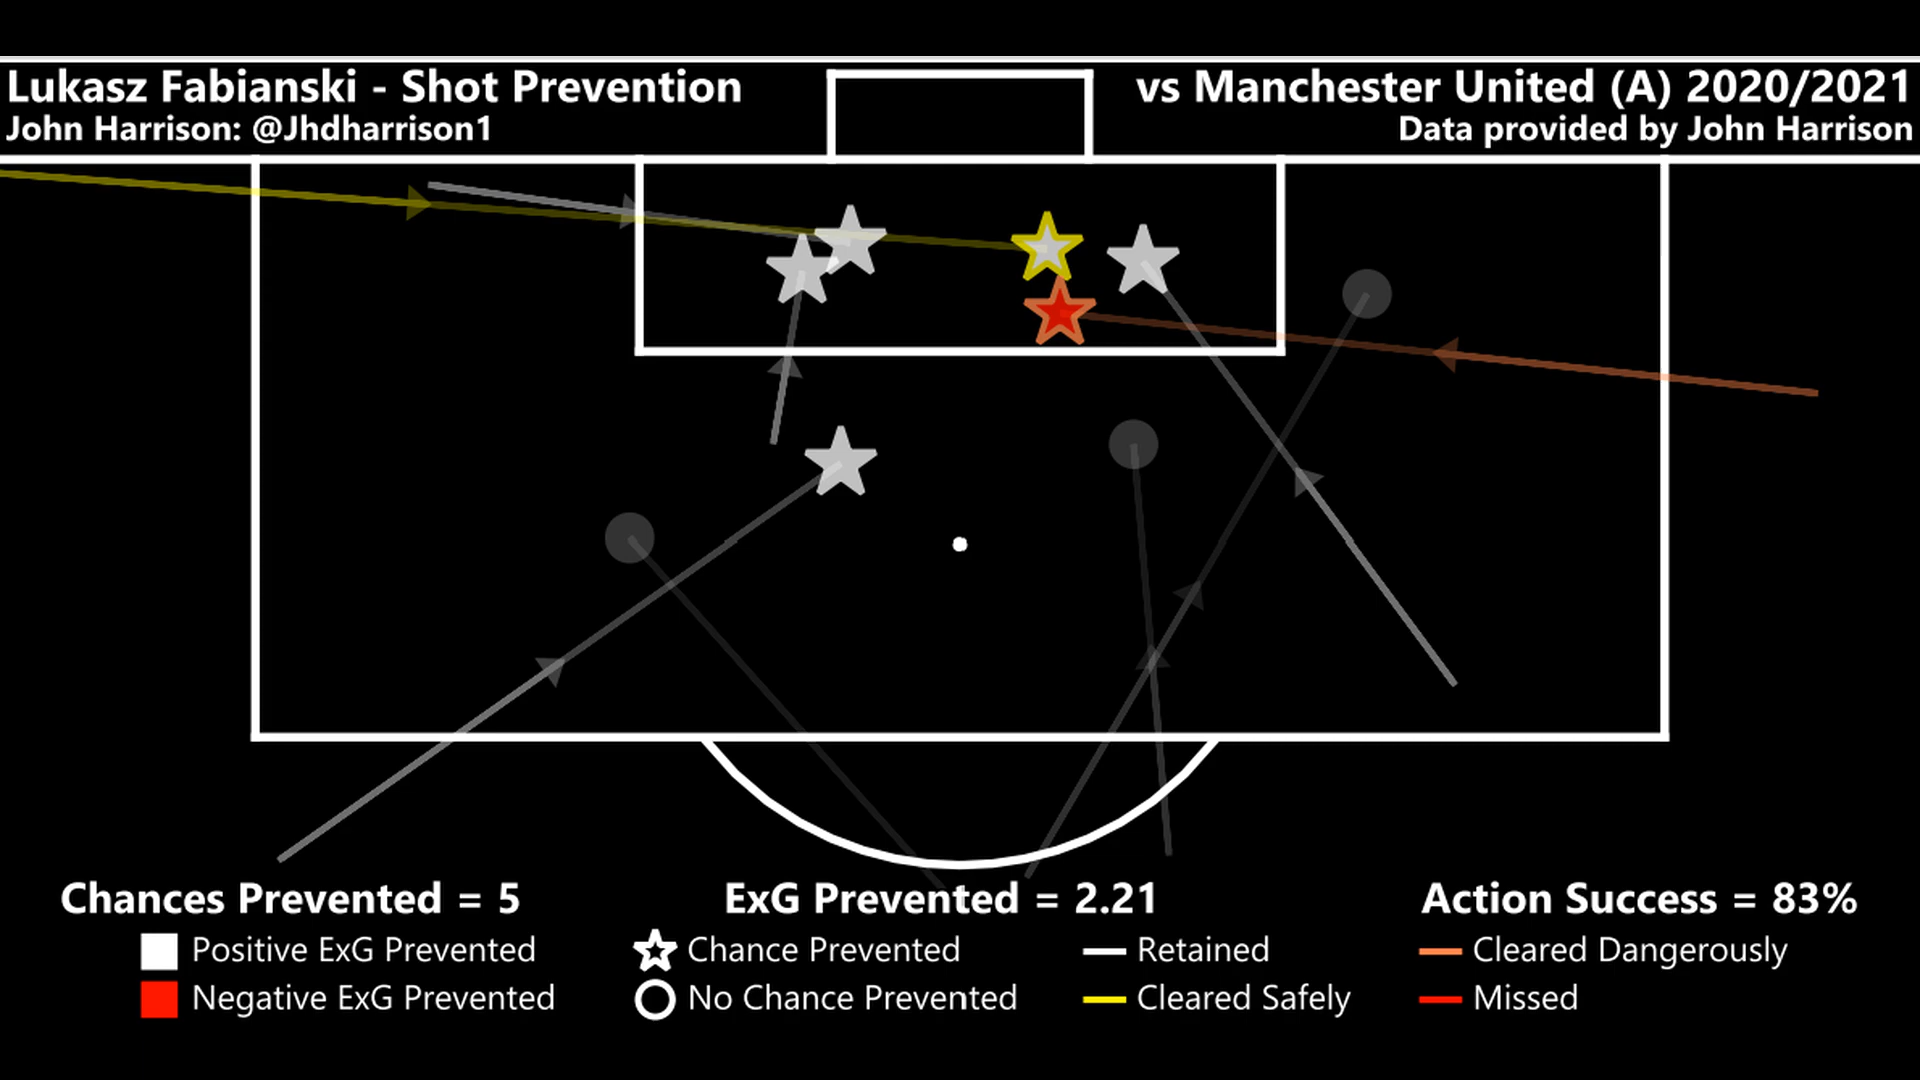 Lukasz Fabianski - Shot Prevention
vs Manchester United (A) 2020/2021
John Harrison: @Jhdharrison1
Data provided by John Harrison
Chances Prevented = 5
ExG Prevented = 2.21
Action Success = 83%
Positive ExG Prevented
Chance Prevented
Retained
Cleared Dangerously
Negative ExG Prevented
No Chance Prevented
Cleared Safely
Missed